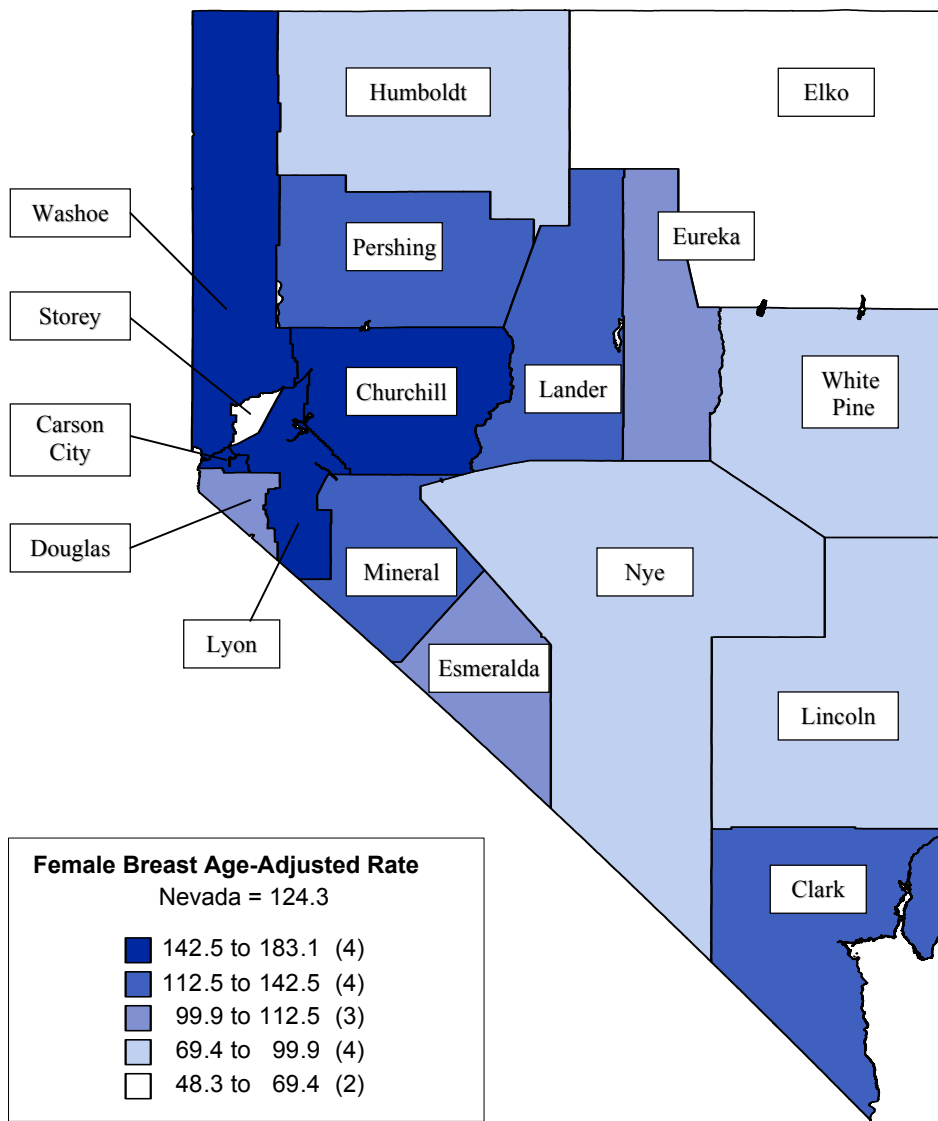 Humboldt
Elko
Washoe
Pershing
Eureka
Storey
Churchill
Lander
White
Pine
Carson
City
Douglas
Mineral
Nye
Lyon
Esmeralda
Lincoln
Clark
Female Breast Age-Adjusted Rate
Nevada = 124.3
142.5 to 183.1 (4)
112.5 to 142.5 (4)
99.9 to 112.5 (3)
69.4 to 99.9 (4)
48.3 to 69.4 (2)